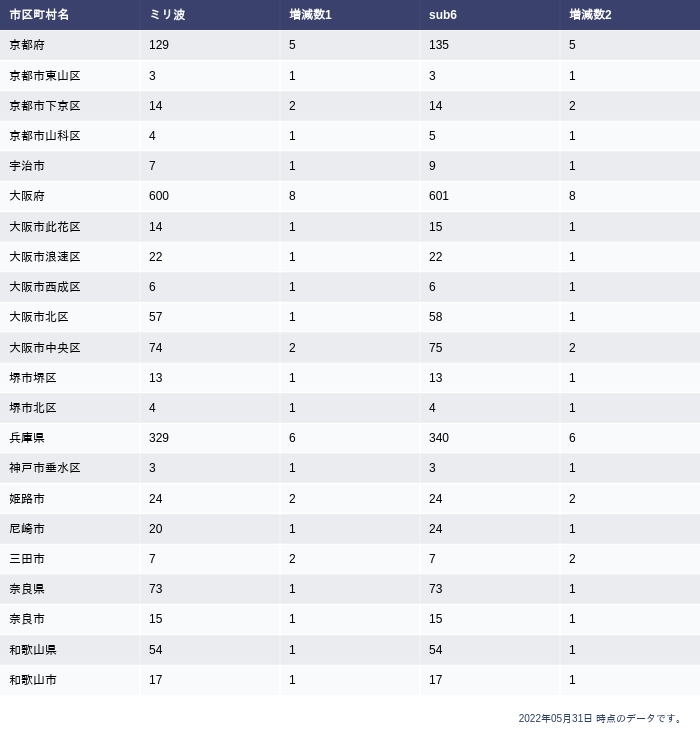 市区町村名 ミリ波 増減数1 sub6 増減数2
京都府 129 5 135 5
京都市東山区 3 1 3 1
京都市下京区 14 2 14 2
京都市山科区 4 1 5 1
宇治市 7 1 9 1
大阪府 600 8 601 8
大阪市此花区 14 1 15 1
大阪市浪速区 22 1 22 1
大阪市西成区 6 1 6 1
大阪市北区 57 1 58 1
大阪市中央区 74 2 75 2
堺市堺区 13 1 13 1
堺市北区 4 1 4 1
兵庫県 329 6 340 6
神戸市垂水区 3 1 3 1
姫路市 24 2 24 2
尼崎市 20 1 24 1
三田市 7 2 7 2
奈良県 73 1 73 1
奈良市 15 1 15 1
和歌山県 54 1 54 1
和歌山市 17 1 17 1
2022年05月31日 時点のデータです。